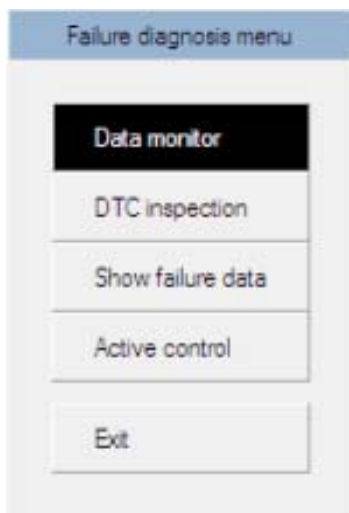 Failure diagnosis menu
Data monitor
DTC inspection
Show failure data
Active control
Exit